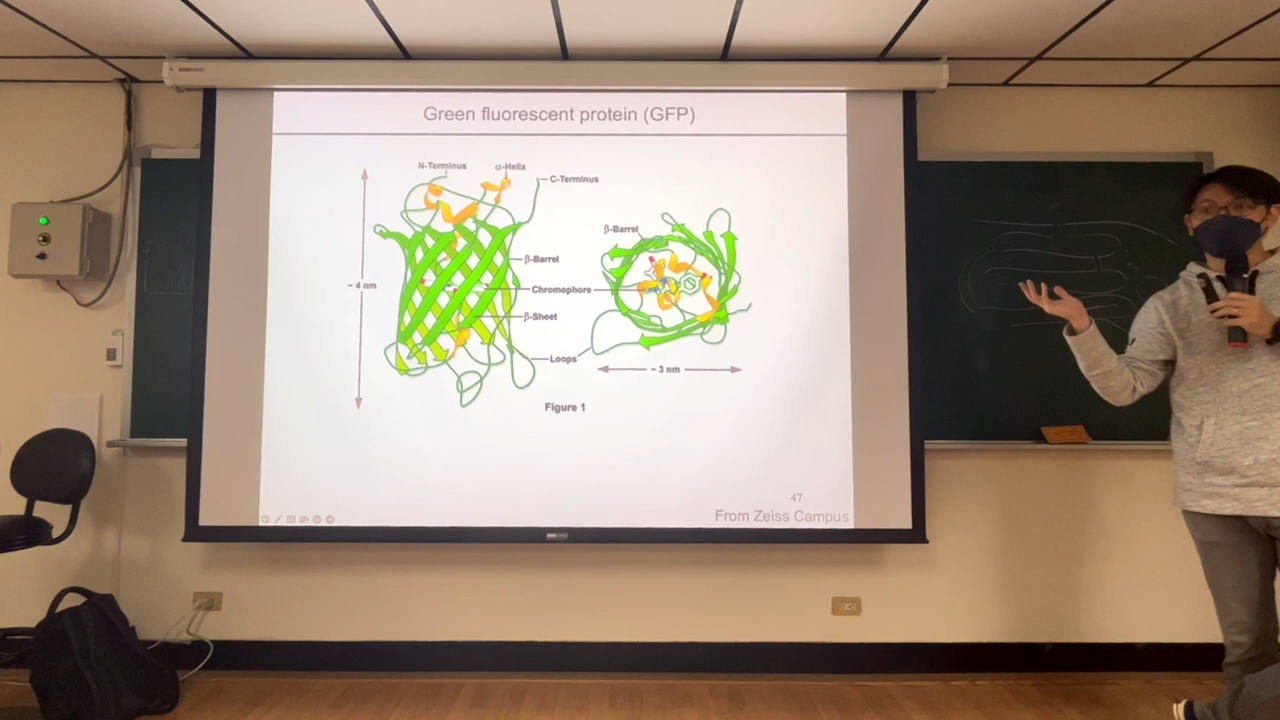 Green fluorescent protein (GFP)
N-Terminus
α-Helix
C-Terminus
β-Barrel
β-Barrel
~ 4 nm
Chromophore
β-Sheet
Loops
~ 3 nm
Figure 1
47
From Zeiss Campus